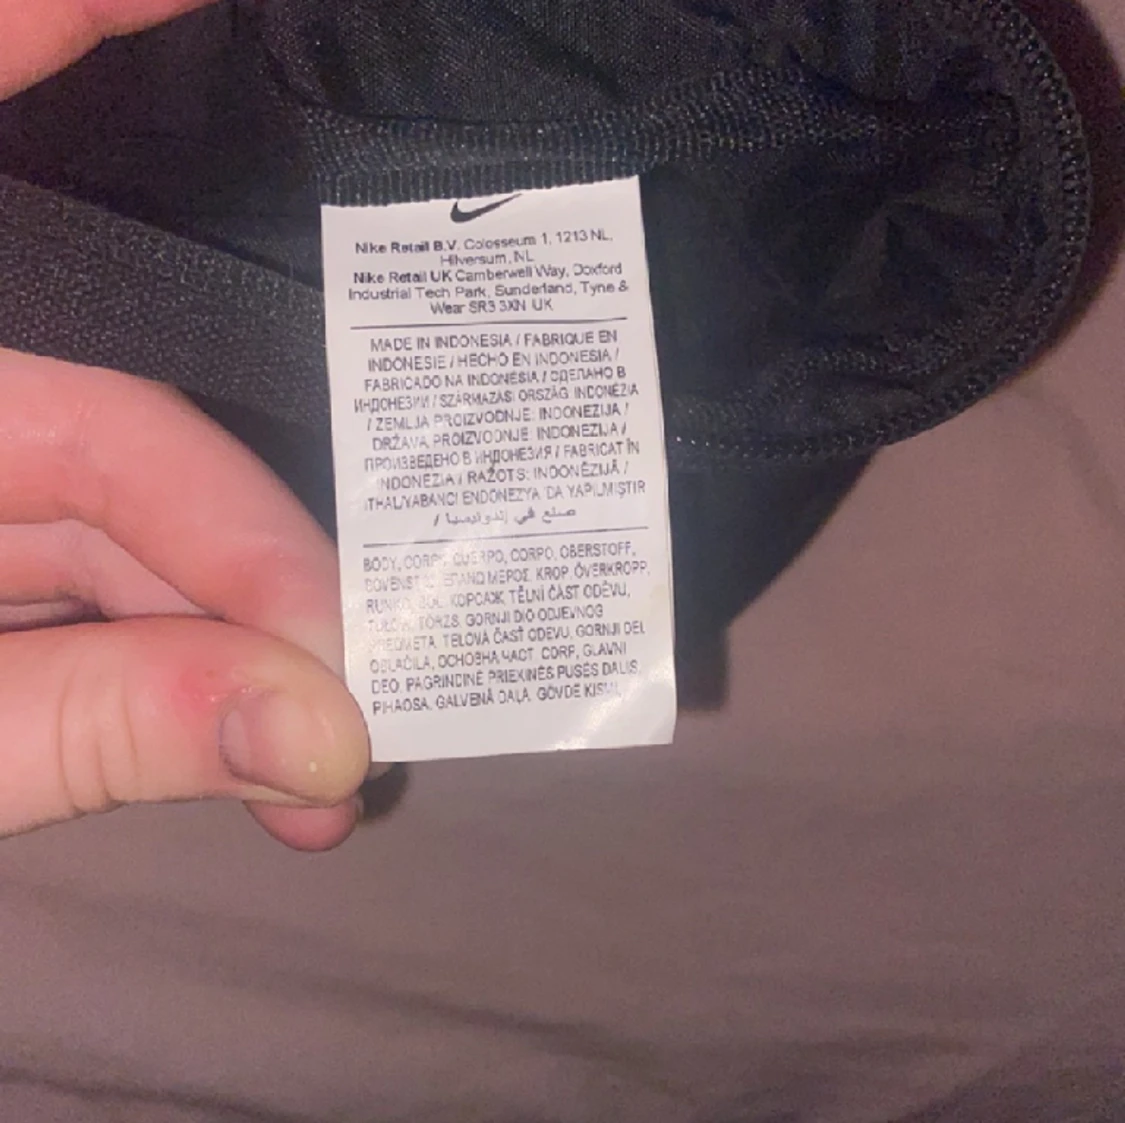 Nike Retail B.V. Colosseum 1, 1213 NL,
Hilversum, NL
Nike Retail UK Camberwell Way, Doxford
Industrial Tech Park, Sunderland, Tyne &
Wear SR3 3XN UK
MADE IN INDONESIA / FABRIQUE EN
INDONESIE / HECHO EN INDONESIA /
FABRICADO NA INDONÉSIA / СДЕЛАНО В
ИНДОНЕЗИИ / SZÁRMAZÁSI ORSZÁG: INDONÉZIA
/ ZEMLJA PROIZVODNJE: INDONEZIJA /
DRŽAVA PROIZVODNJE: INDONEZIJA /
ПРОИЗВЕДЕНО В ИНДОНЕЗИЯ / FABRICAT ÎN
INDONEZIA / RAŽOTS: INDONĒZIJĀ /
İTHAL/YABANCI ENDONEZYA 'DA YAPILMIŞTIR
/ صنع في إندونيسيا
BODY, CORPS, CUERPO, CORPO, OBERSTOFF,
ΜΕΡΟΣ, KROP, ÖVERKROPP,
КОРСАЖ, TĚLNÍ ČÁST ODĚVU,
TÖRZS, GORNJI DIO ODJEVNOG
PREDMETA, TELOVÁ ČASŤ ODEVU, GORNJI DEL
OBLAČILA, ОСНОВНА ЧАСТ, CORP, GLAVNI
DEO, PAGRINDINĖ PRIEKINĖS PUSĖS DALIS,
PIHAOSA, GALVENĀ DAĻA, GÖVDE KISMI,